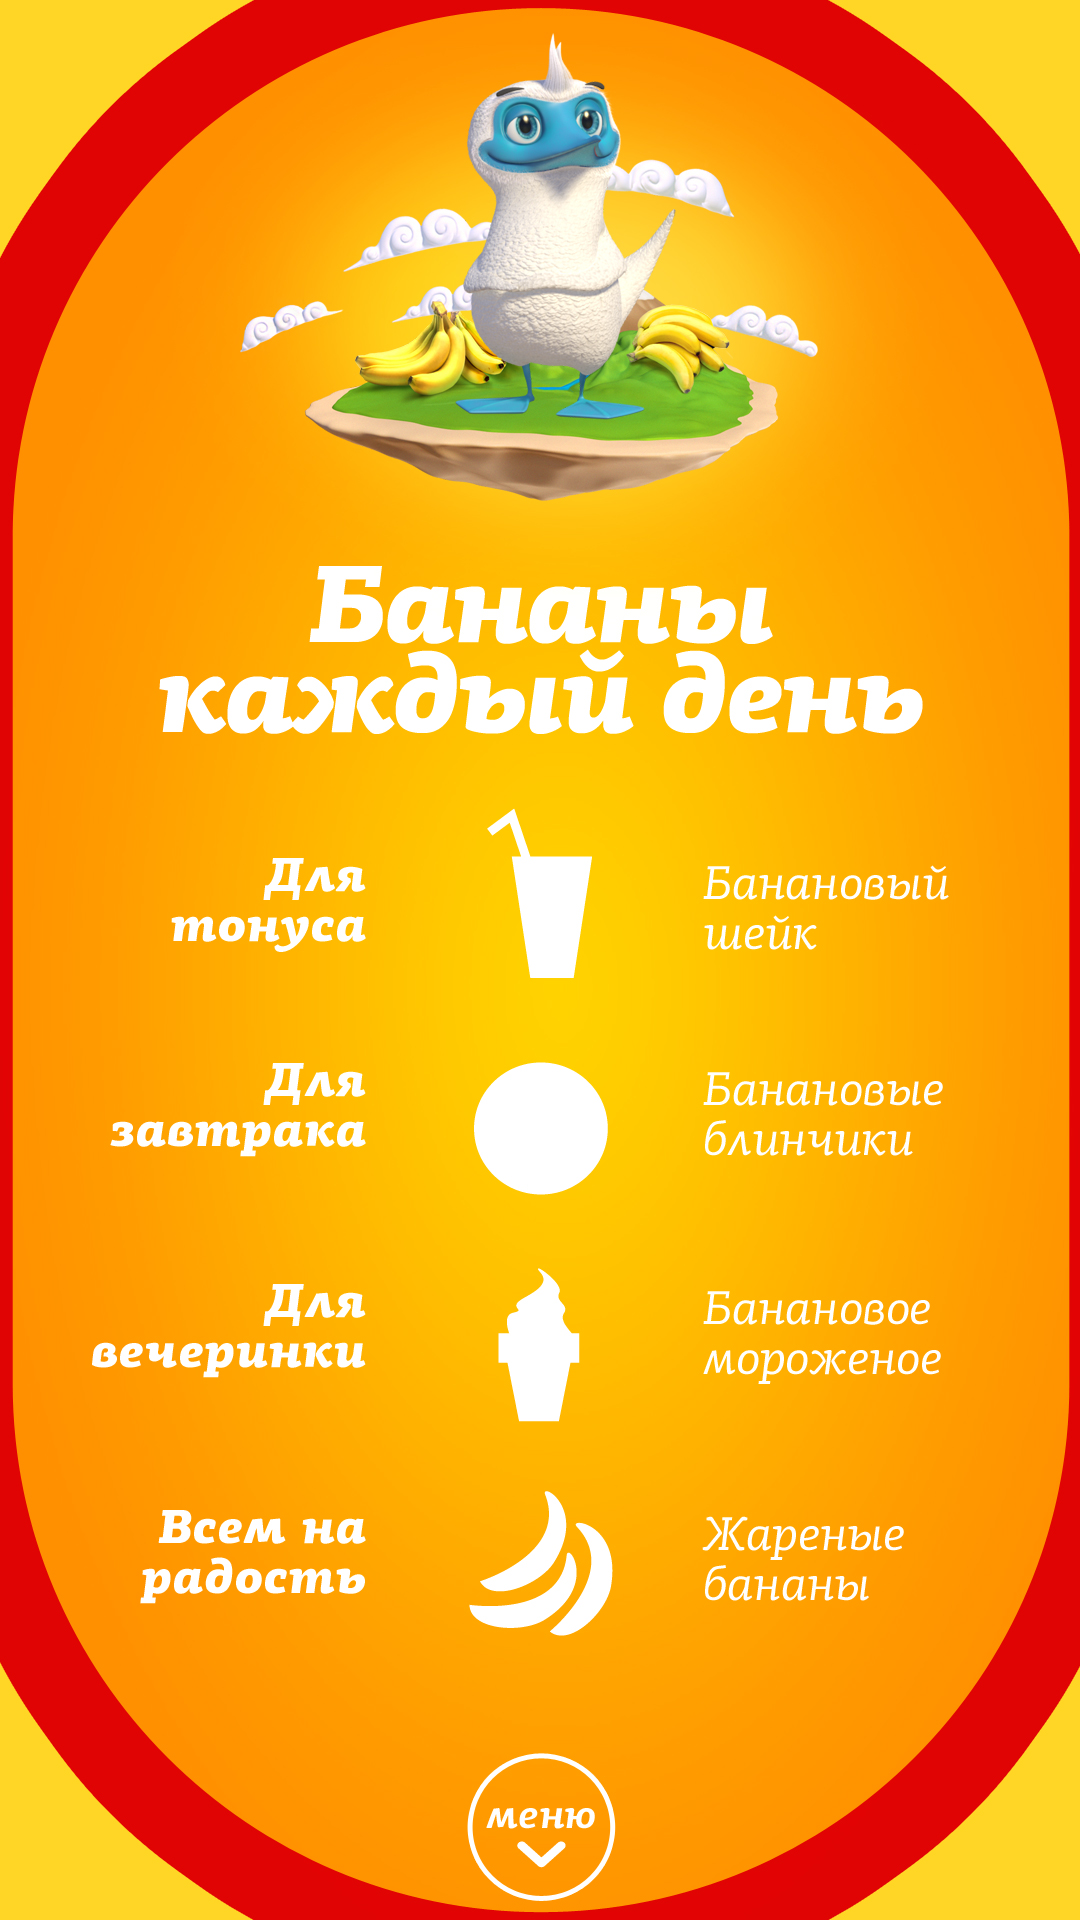 Бананы
каждый день
Для
тонуса
Банановый
шейк
Для
завтрака
Банановые
блинчики
Для
вечеринки
Банановое
мороженое
Всем на
радость
Жареные
бананы
меню